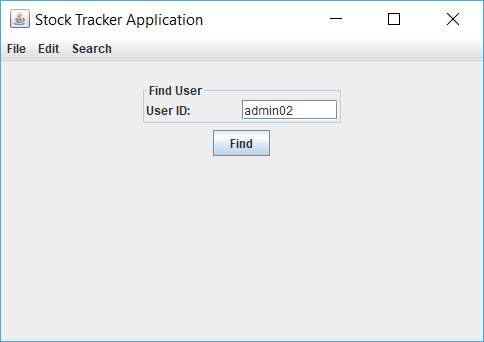 Stock Tracker Application
File Edit Search
Find User
User ID: admin02
Find